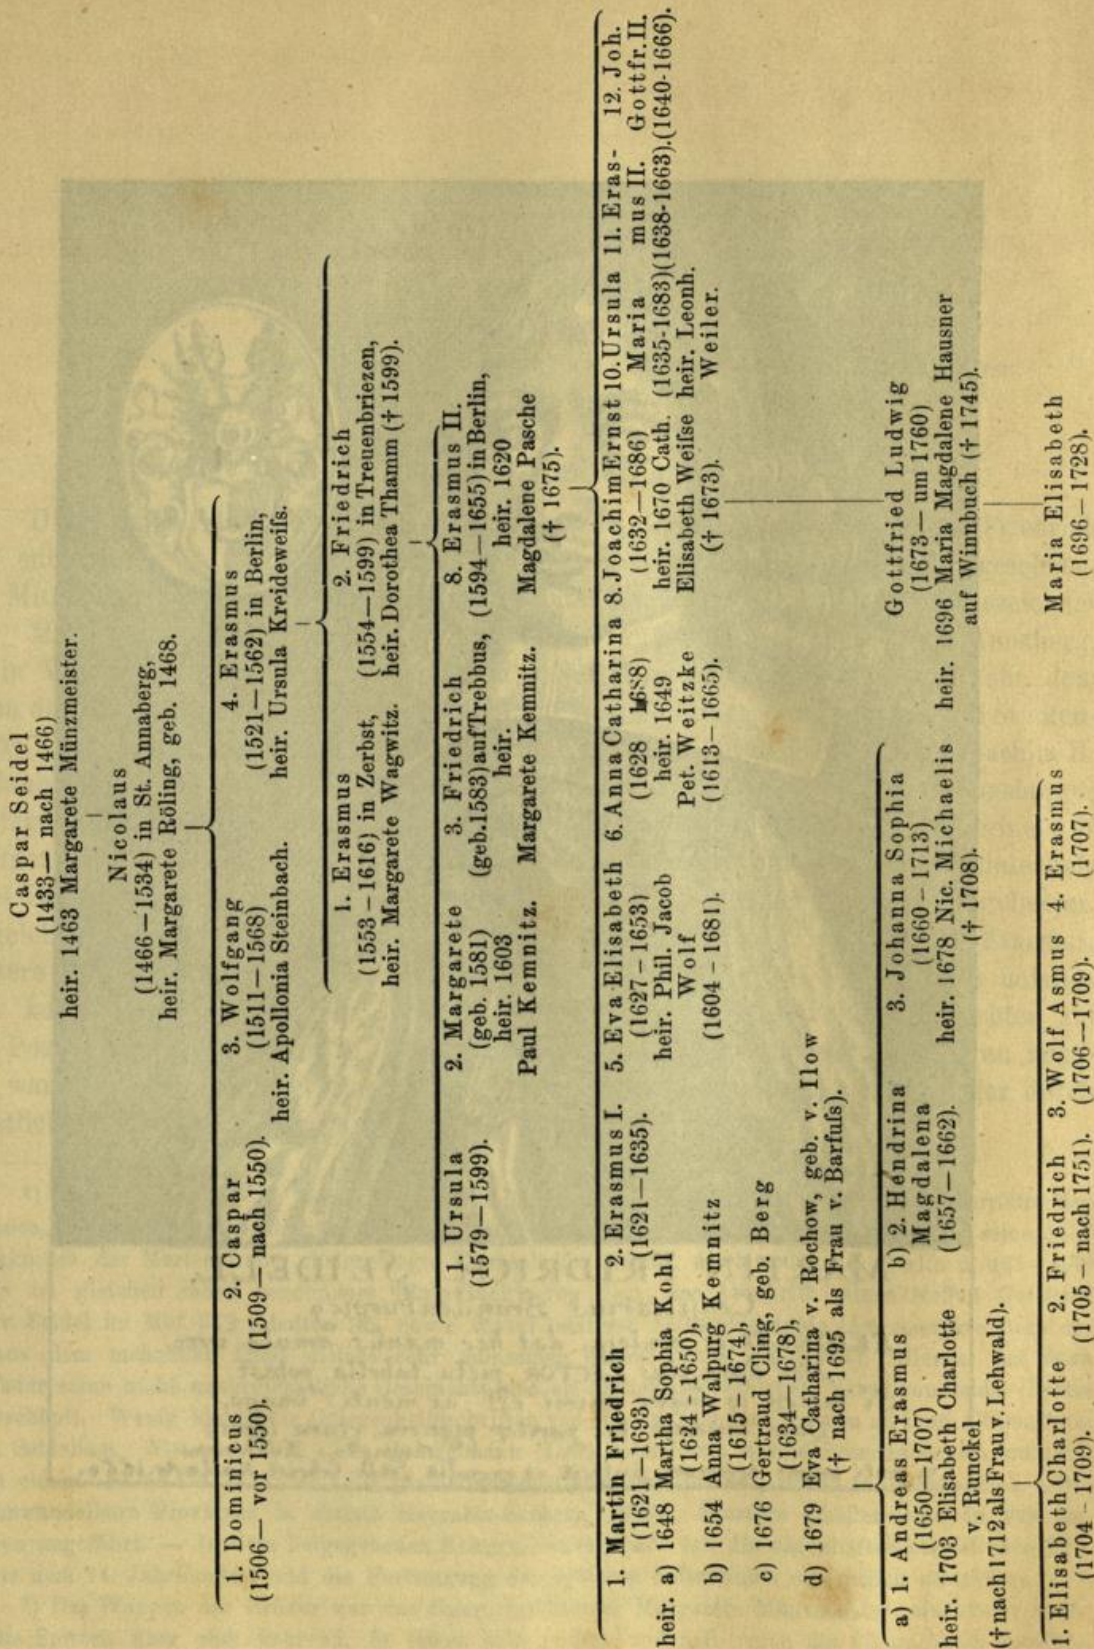 Caspar Seidel
(1433— nach 1466)
heir. 1463 Margarete Münzmeister.
Nicolaus
(1466—1534) in St. Annaberg,
heir. Margarete Röling, geb. 1468.
1. Dominicus
(1506— vor 1550).
2. Caspar
(1509— nach 1550).
3. Wolfgang
(1511—1568)
heir. Apollonia Steinbach.
4. Erasmus
(1521—1562) in Berlin,
heir. Ursula Kreideweiſs.
1. Erasmus
(1553-1616) in Zerbst,
heir. Margarete Wagwitz.
2. Friedrich
(1554—1599) in Treuenbriezen,
heir. Dorothea Thamm († 1599).
1. Ursula
(1579—1599).
2. Margarete
(geb. 1581)
heir. 1603
Paul Kemnitz.
3. Friedrich
(geb.1583) auf Trebbus,
heir.
Margarete Kemnitz.
8. Erasmus II.
(1594—1655) in Berlin,
heir. 1620
Magdalene Pasche
(† 1675).
1. Martin Friedrich
(1621—1693)
heir. a) 1648 Martha Sophia Kohl
(1624-1650),
b) 1654 Anna Walpurg Kemnitz
(1615-1674),
c) 1676 Gertraud Cling, geb. Berg
(1634—1678),
d) 1679 Eva Catharina v. Rochow, geb. v. Ilow
(† nach 1695 als Frau v. Barfuſs).
2. Erasmus I.
(1621—1635).
5. Eva Elisabeth
(1627-1653)
heir. Phil. Jacob
Wolf
(1604-1681).
6. Anna Catharina
(1628 1688)
heir. 1649
Pet. Weitzke
(1613—1665).
8. Joachim Ernst
(1632—1686)
heir. 1670 Cath.
Elisabeth Weiſse
(† 1673).
10. Ursula
Maria
(1635-1683)
heir. Leonh.
Weiler.
11. Eras-
mus II.
(1638-1663).
12. Joh.
Gottfr. II.
(1640-1666).
a) 1. Andreas Erasmus
(1650—1707)
heir. 1703 Elisabeth Charlotte
v. Runckel
(† nach 1712 als Frau v. Lehwald).
b) 2. Hendrina
Magdalena
(1657—1662).
3. Johanna Sophia
(1660-1713)
heir. 1678 Nic. Michaelis
(† 1708).
Gottfried Ludwig
(1673— um 1760)
heir. 1696 Maria Magdalene Hausner
auf Winnbuch († 1745).
1. Elisabeth Charlotte
(1704-1709).
2. Friedrich
(1705— nach 1751).
3. Wolf Asmus
(1706—1709).
4. Erasmus
(1707).
Maria Elisabeth
(1696—1728).